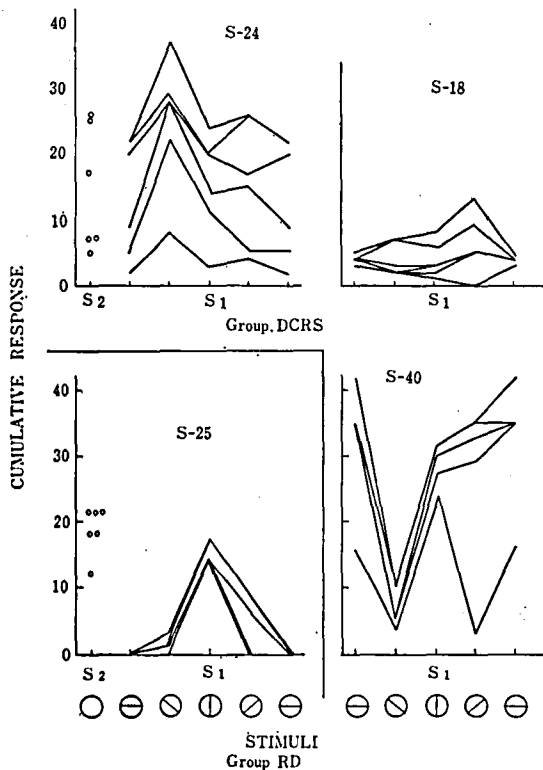 40
S-24
30
S-18
20
10
0
S2
S1
S1
Group. DCRS
CUMULATIVE RESPONSE
40
S-40
S-25
30
20
10
0
S2
S1
S1
STIMULI
Group RD